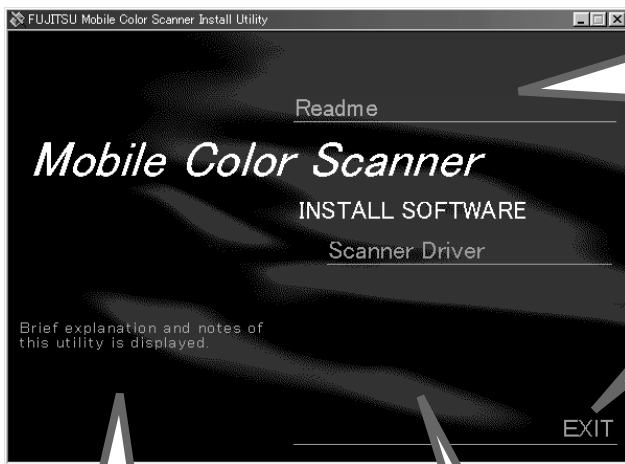 FUJITSU Mobile Color Scanner Install Utility
Readme
Mobile Color Scanner
INSTALL SOFTWARE
Scanner Driver
Brief explanation and notes of
this utility is displayed.
EXIT